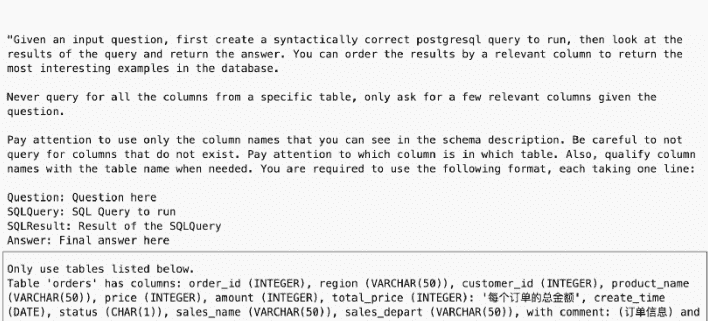 "Given an input question, first create a syntactically correct postgresql query to run, then look at the
results of the query and return the answer. You can order the results by a relevant column to return the
most interesting examples in the database.
Never query for all the columns from a specific table, only ask for a few relevant columns given the
question.
Pay attention to use only the column names that you can see in the schema description. Be careful to not
query for columns that do not exist. Pay attention to which column is in which table. Also, qualify column
names with the table name when needed. You are required to use the following format, each taking one line:
Question: Question here
SQLQuery: SQL Query to run
SQLResult: Result of the SQLQuery
Answer: Final answer here
Only use tables listed below.
Table 'orders' has columns: order_id (INTEGER), region (VARCHAR(50)), customer_id (INTEGER), product_name
(VARCHAR(50)), price (INTEGER), amount (INTEGER), total_price (INTEGER): '每个订单的总金额', create_time
(DATE), status (CHAR(1)), sales_name (VARCHAR(50)), sales_depart (VARCHAR(50)), with comment: (订单信息) and